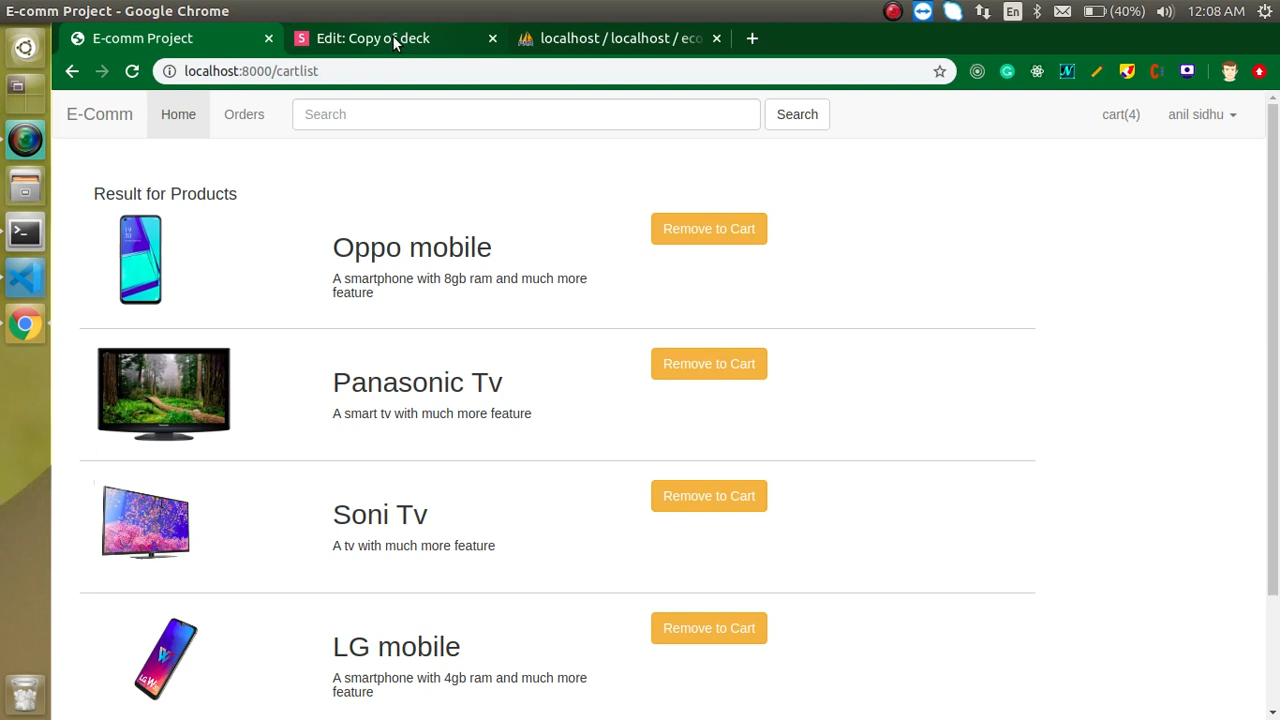 E-comm Project - Google Chrome
En
(40%)
12:08 AM
E-comm Project
S
Edit: Copy of deck
localhost / localhost / eco
localhost:8000/cartlist
E-Comm
Home
Orders
Search
Search
cart(4)
anil sidhu
Result for Products
Oppo mobile
A smartphone with 8gb ram and much more
feature
Remove to Cart
Panasonic Tv
A smart tv with much more feature
Remove to Cart
Soni Tv
A tv with much more feature
Remove to Cart
LG mobile
A smartphone with 4gb ram and much more
feature
Remove to Cart